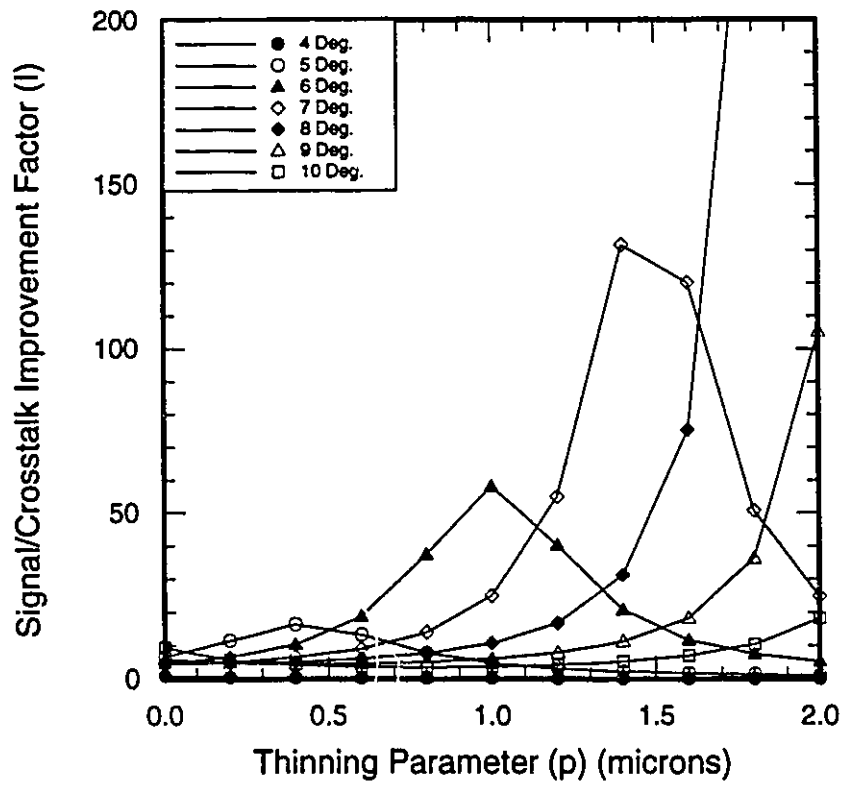 Signal/Crosstalk Improvement Factor (I)
200
150
100
50
0
4 Deg.
5 Deg.
6 Deg.
7 Deg.
8 Deg.
9 Deg.
10 Deg.
0.0 0.5 1.0 1.5 2.0
Thinning Parameter (p) (microns)